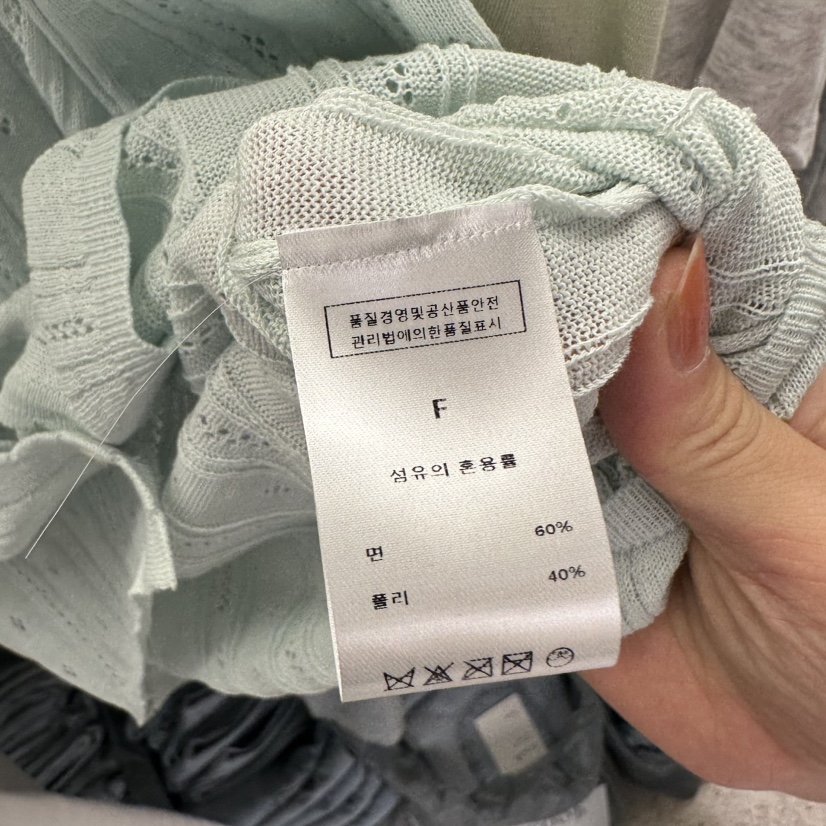 품질경영및공산품안전
관리법에의한품질표시
F
섬유의 혼용률
면 60%
폴리 40%